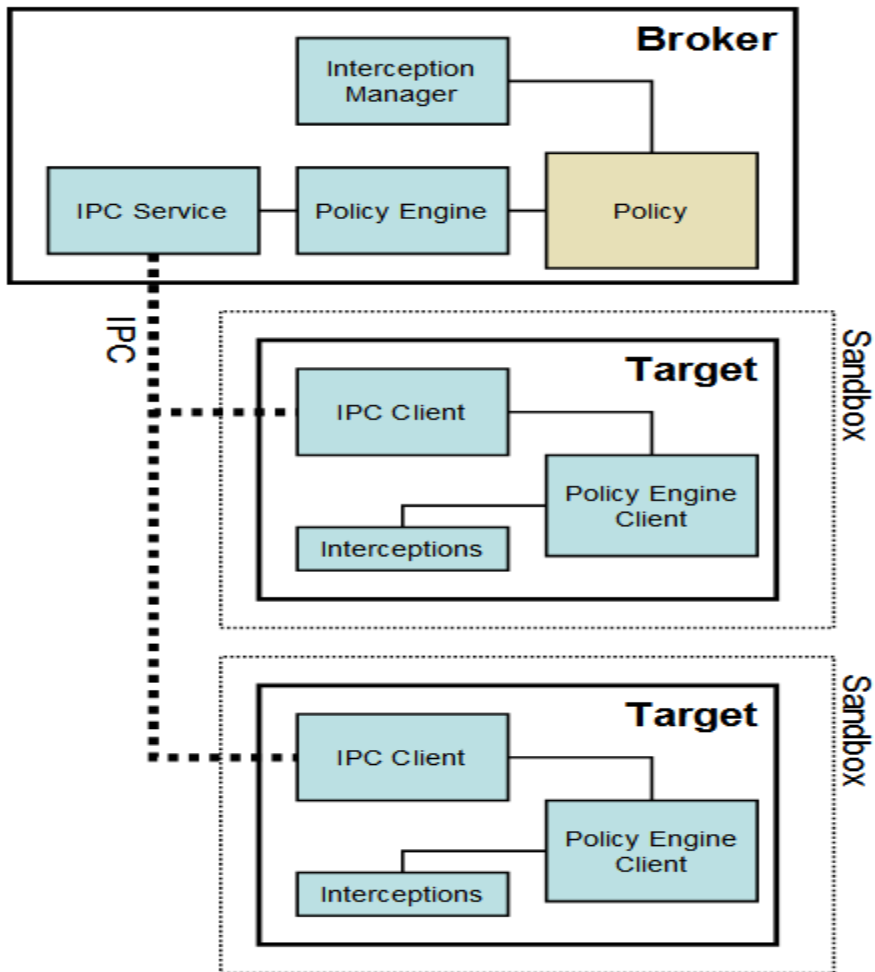 Broker
Interception
Manager
IPC Service
Policy Engine
Policy
IPC
Sandbox
Target
IPC Client
Policy Engine
Client
Interceptions
Sandbox
Target
IPC Client
Policy Engine
Client
Interceptions